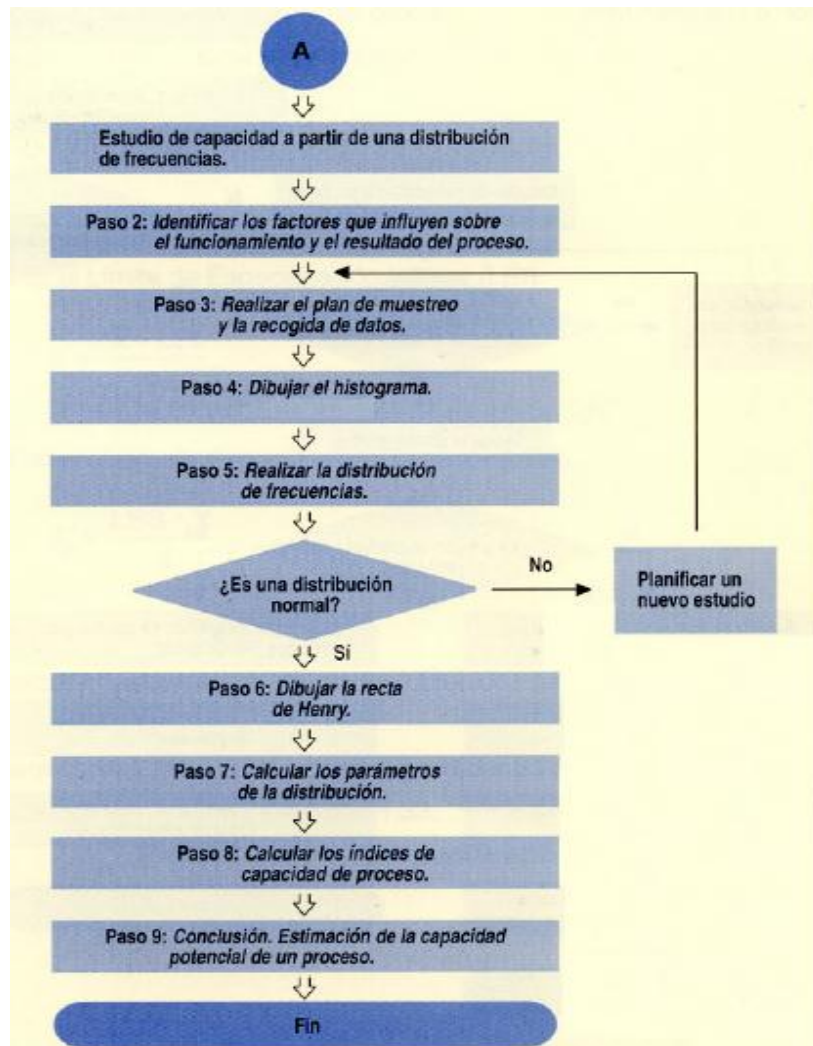 A
Estudio de capacidad a partir de una distribución
de frecuencias.
Paso 2: Identificar los factores que influyen sobre
el funcionamiento y el resultado del proceso.
Paso 3: Realizar el plan de muestreo
y la recogida de datos.
Paso 4: Dibujar el histograma.
Paso 5: Realizar la distribución
de frecuencias.
¿Es una distribución
normal?
No
Planificar un
nuevo estudio
Sí
Paso 6: Dibujar la recta
de Henry.
Paso 7: Calcular los parámetros
de la distribución.
Paso 8: Calcular los índices de
capacidad de proceso.
Paso 9: Conclusión. Estimación de la capacidad
potencial de un proceso.
Fin